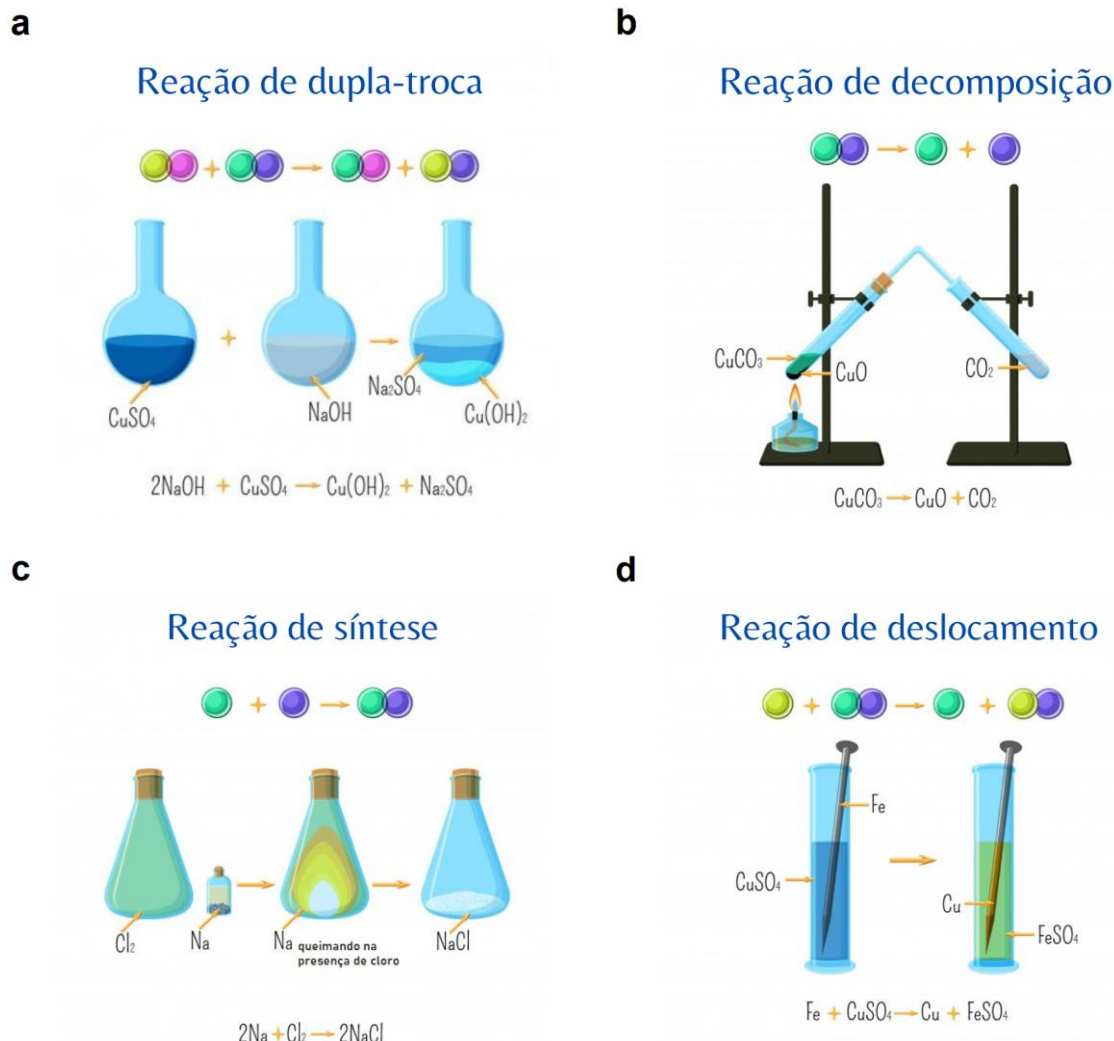 a
Reação de dupla-troca
CuSO₄
NaOH
Na₂SO₄
Cu(OH)₂
2NaOH + CuSO₄ → Cu(OH)₂ + Na₂SO₄
b
Reação de decomposição
CuCO₃
CuO
CO₂
CuCO₃ → CuO + CO₂
c
Reação de síntese
Cl₂
Na
Na queimando na
presença de cloro
NaCl
2Na + Cl₂ → 2NaCl
d
Reação de deslocamento
Fe
CuSO₄
Cu
FeSO₄
Fe + CuSO₄ → Cu + FeSO₄